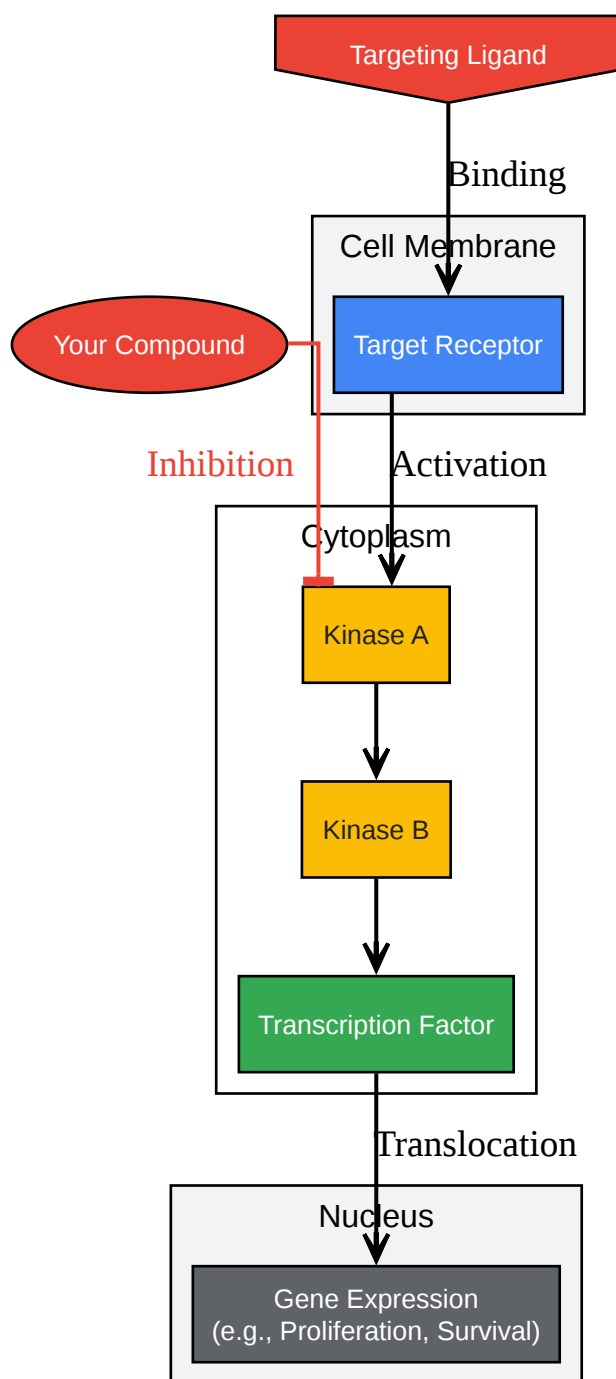 Targeting Ligand
Binding
Cell Membrane
Your Compound
Target Receptor
Inhibition
Activation
Cytoplasm
Kinase A
Kinase B
Transcription Factor
Translocation
Nucleus
Gene Expression
(e.g., Proliferation, Survival)